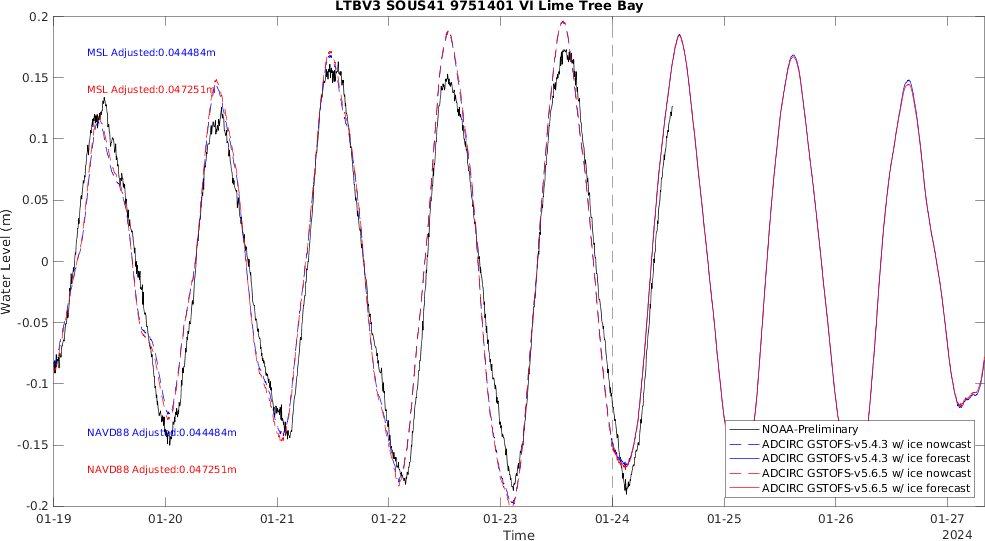 LTBV3 SOUS41 9751401 VI Lime Tree Bay
0.2
0.15
0.1
0.05
0
-0.05
-0.1
-0.15
-0.2
Water Level (m)
MSL Adjusted:0.044484m
MSL Adjusted:0.047251m
NAVD88 Adjusted:0.044484m
NAVD88 Adjusted:0.047251m
NOAA-Preliminary
ADCIRC GSTOFS-v5.4.3 w/ ice nowcast
ADCIRC GSTOFS-v5.4.3 w/ ice forecast
ADCIRC GSTOFS-v5.6.5 w/ ice nowcast
ADCIRC GSTOFS-v5.6.5 w/ ice forecast
01-19 01-20 01-21 01-22 01-23 01-24 01-25 01-26 01-27
Time
2024